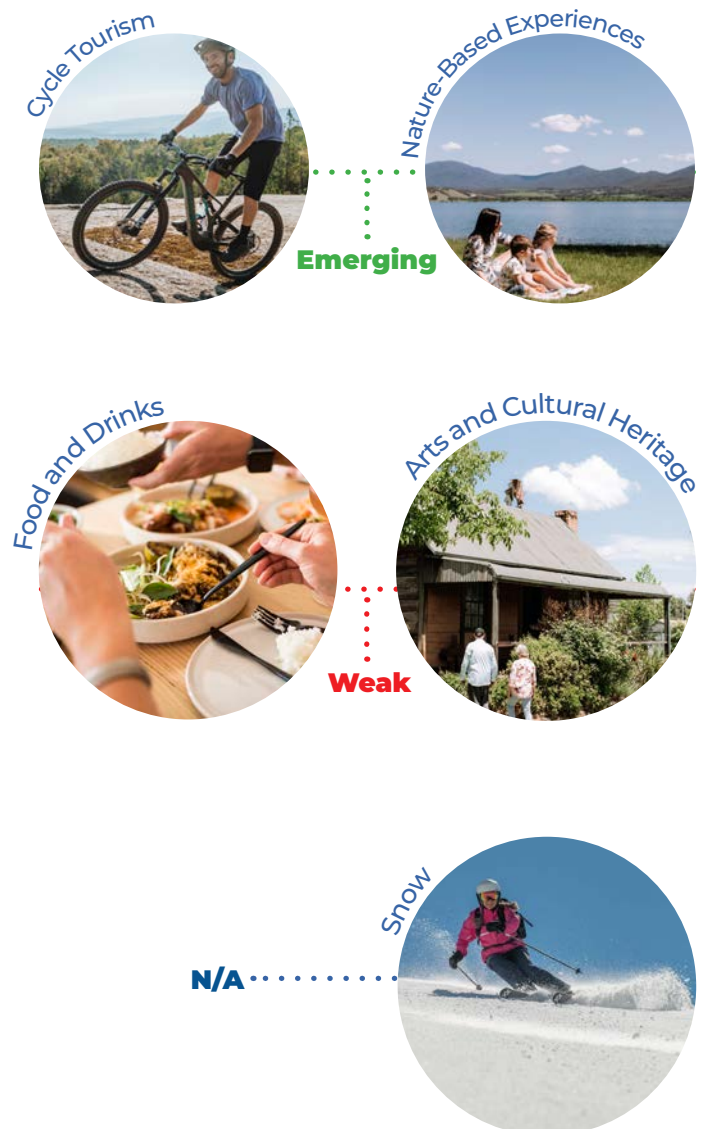 Cycle Tourism
Nature-Based Experiences
Emerging
Food and Drinks
Arts and Cultural Heritage
Weak
Snow
N/A